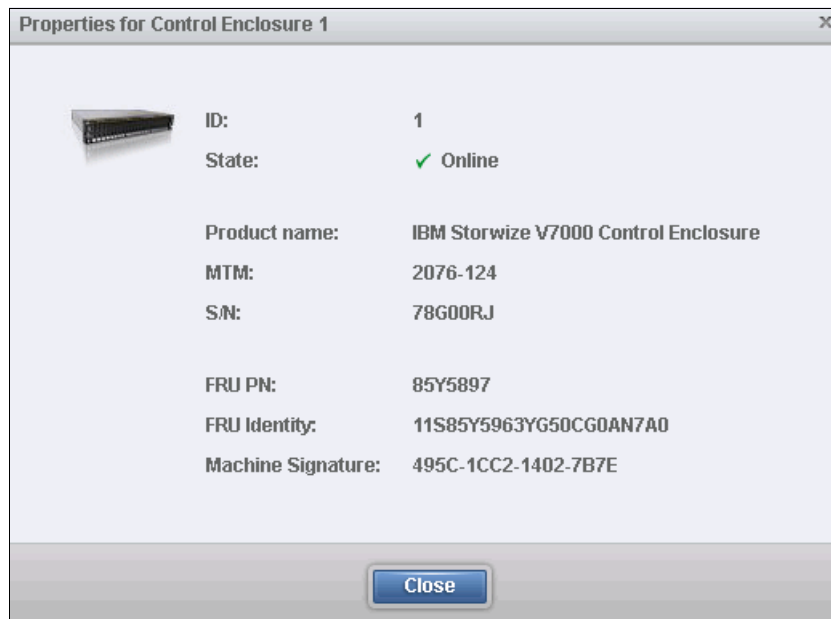 Properties for Control Enclosure 1 x
ID: 1
State: ✓ Online
Product name: IBM Storwize V7000 Control Enclosure
MTM: 2076-124
S/N: 78G00RJ
FRU PN: 85Y5897
FRU Identity: 11S85Y5963YG50CG0AN7A0
Machine Signature: 495C-1CC2-1402-7B7E
Close